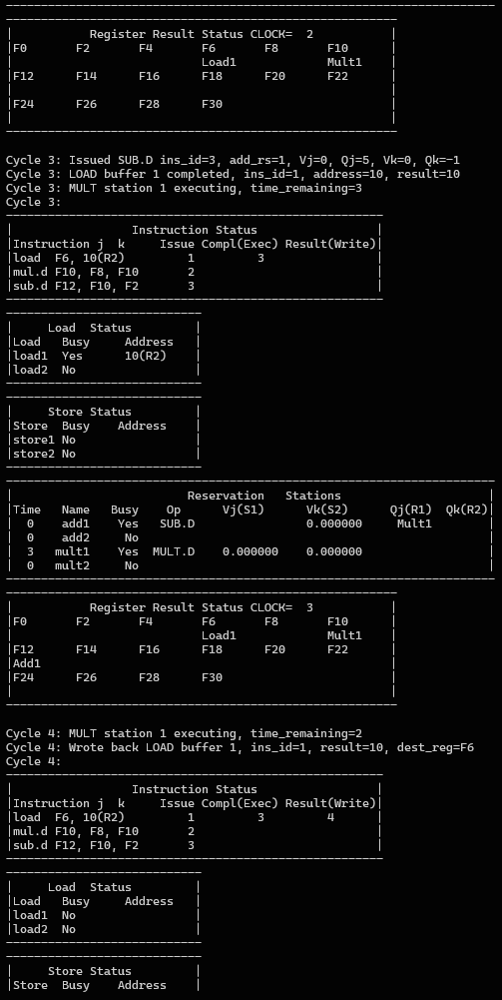 Register Result Status CLOCK= 2
F0 F2 F4 F6 F8 F10
Load1 Mult1
F12 F14 F16 F18 F20 F22
F24 F26 F28 F30
Cycle 3: Issued SUB.D ins_id=3, add_rs=1, Vj=0, Qj=5, Vk=0, Qk=-1
Cycle 3: LOAD buffer 1 completed, ins_id=1, address=10, result=10
Cycle 3: MULT station 1 executing, time_remaining=3
Cycle 3:
Instruction Status
Instruction j k Issue Compl(Exec) Result(Write)
load F6, 10(R2) 1 3
mul.d F10, F8, F10 2
sub.d F12, F10, F2 3
Load Status
Load Busy Address
load1 Yes 10(R2)
load2 No
Store Status
Store Busy Address
store1 No
store2 No
Reservation Stations
Time Name Busy Op Vj(S1) Vk(S2) Qj(R1) Qk(R2)
0 add1 Yes SUB.D 0.000000 Mult1
0 add2 No
3 mult1 Yes MULT.D 0.000000 0.000000
0 mult2 No
Register Result Status CLOCK= 3
F0 F2 F4 F6 F8 F10
Load1 Mult1
F12 F14 F16 F18 F20 F22
Add1
F24 F26 F28 F30
Cycle 4: MULT station 1 executing, time_remaining=2
Cycle 4: Wrote back LOAD buffer 1, ins_id=1, result=10, dest_reg=F6
Cycle 4:
Instruction Status
Instruction j k Issue Compl(Exec) Result(Write)
load F6, 10(R2) 1 3 4
mul.d F10, F8, F10 2
sub.d F12, F10, F2 3
Load Status
Load Busy Address
load1 No
load2 No
Store Status
Store Busy Address